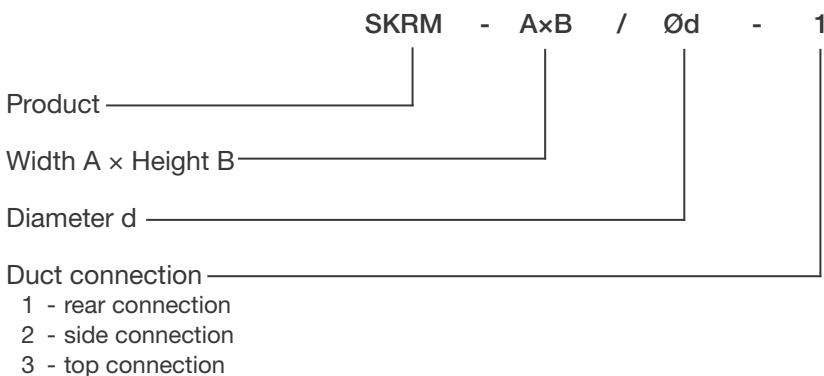 SKRM - A×B / Ød - 1
Product
Width A × Height B
Diameter d
Duct connection
1 - rear connection
2 - side connection
3 - top connection